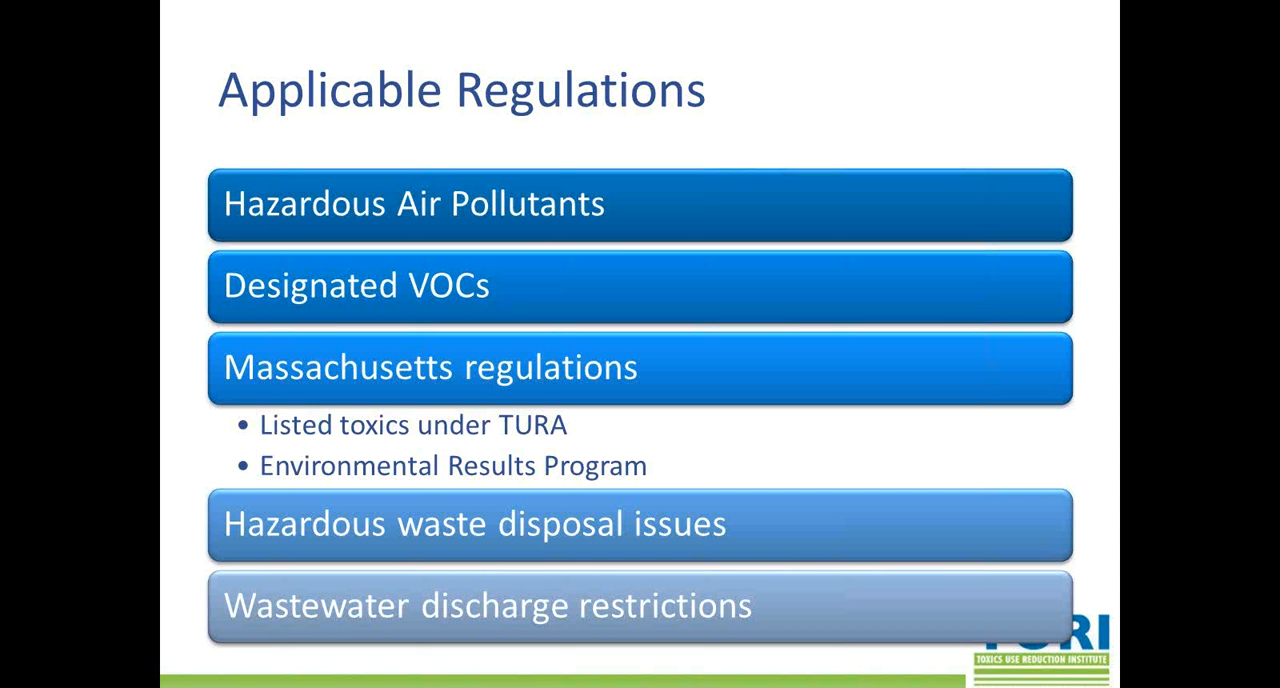 Applicable Regulations
Hazardous Air Pollutants
Designated VOCs
Massachusetts regulations
• Listed toxics under TURA
• Environmental Results Program
Hazardous waste disposal issues
Wastewater discharge restrictions
TURI
TOXICS USE REDUCTION INSTITUTE